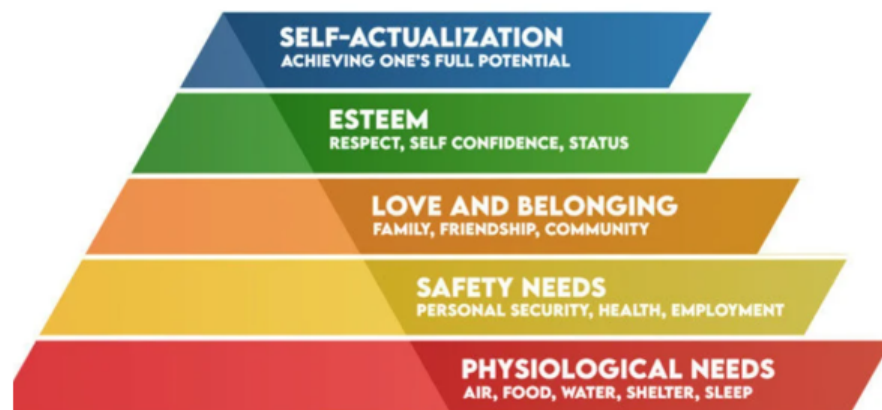 SELF-ACTUALIZATION
ACHIEVING ONE'S FULL POTENTIAL
ESTEEM
RESPECT, SELF CONFIDENCE, STATUS
LOVE AND BELONGING
FAMILY, FRIENDSHIP, COMMUNITY
SAFETY NEEDS
PERSONAL SECURITY, HEALTH, EMPLOYMENT
PHYSIOLOGICAL NEEDS
AIR, FOOD, WATER, SHELTER, SLEEP